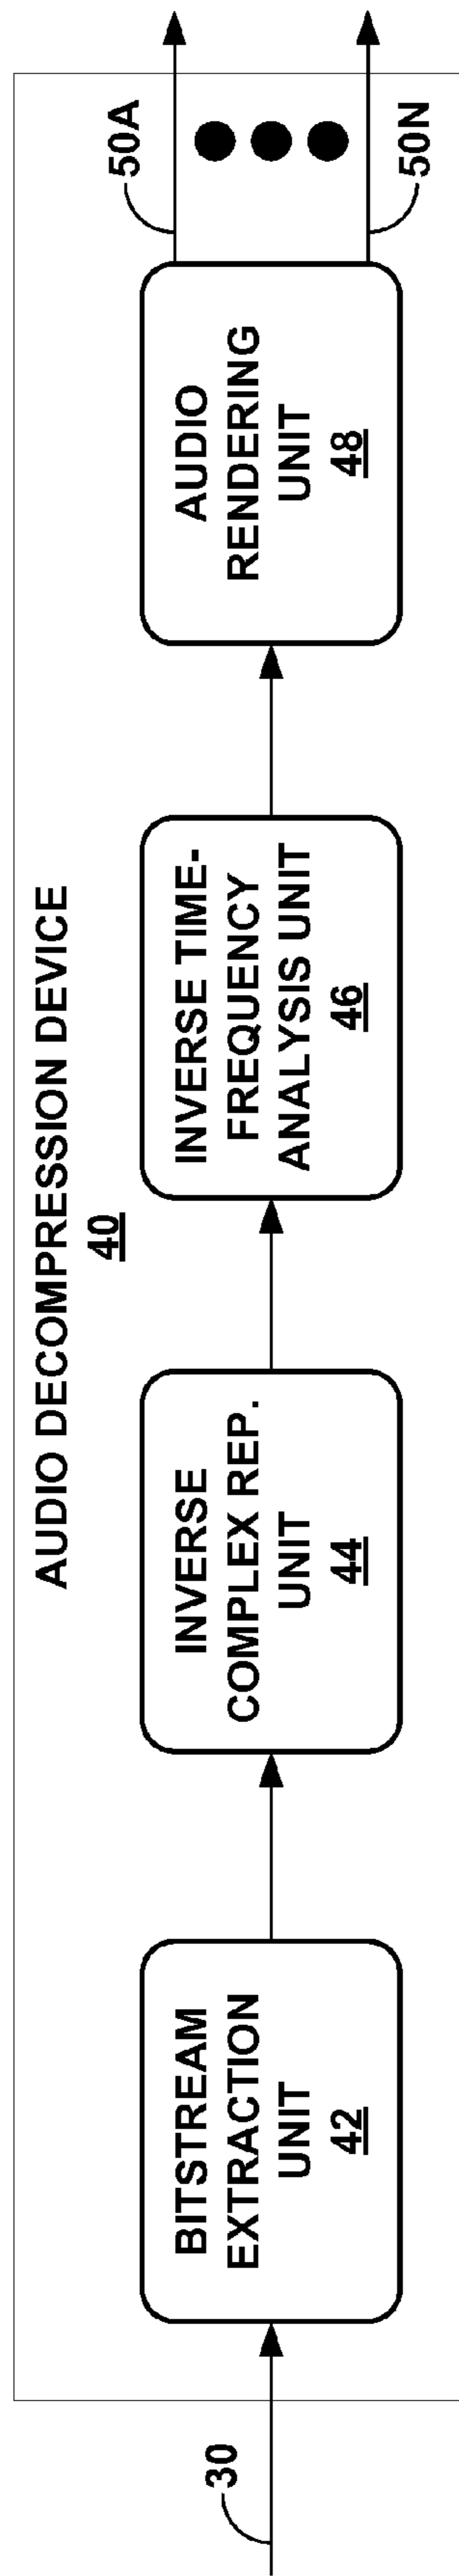 AUDIO DECOMPRESSION DEVICE
40
30
BITSTREAM
EXTRACTION
UNIT
42
INVERSE
COMPLEX REP.
UNIT
44
INVERSE TIME-
FREQUENCY
ANALYSIS UNIT
46
AUDIO
RENDERING
UNIT
48
50A
50N